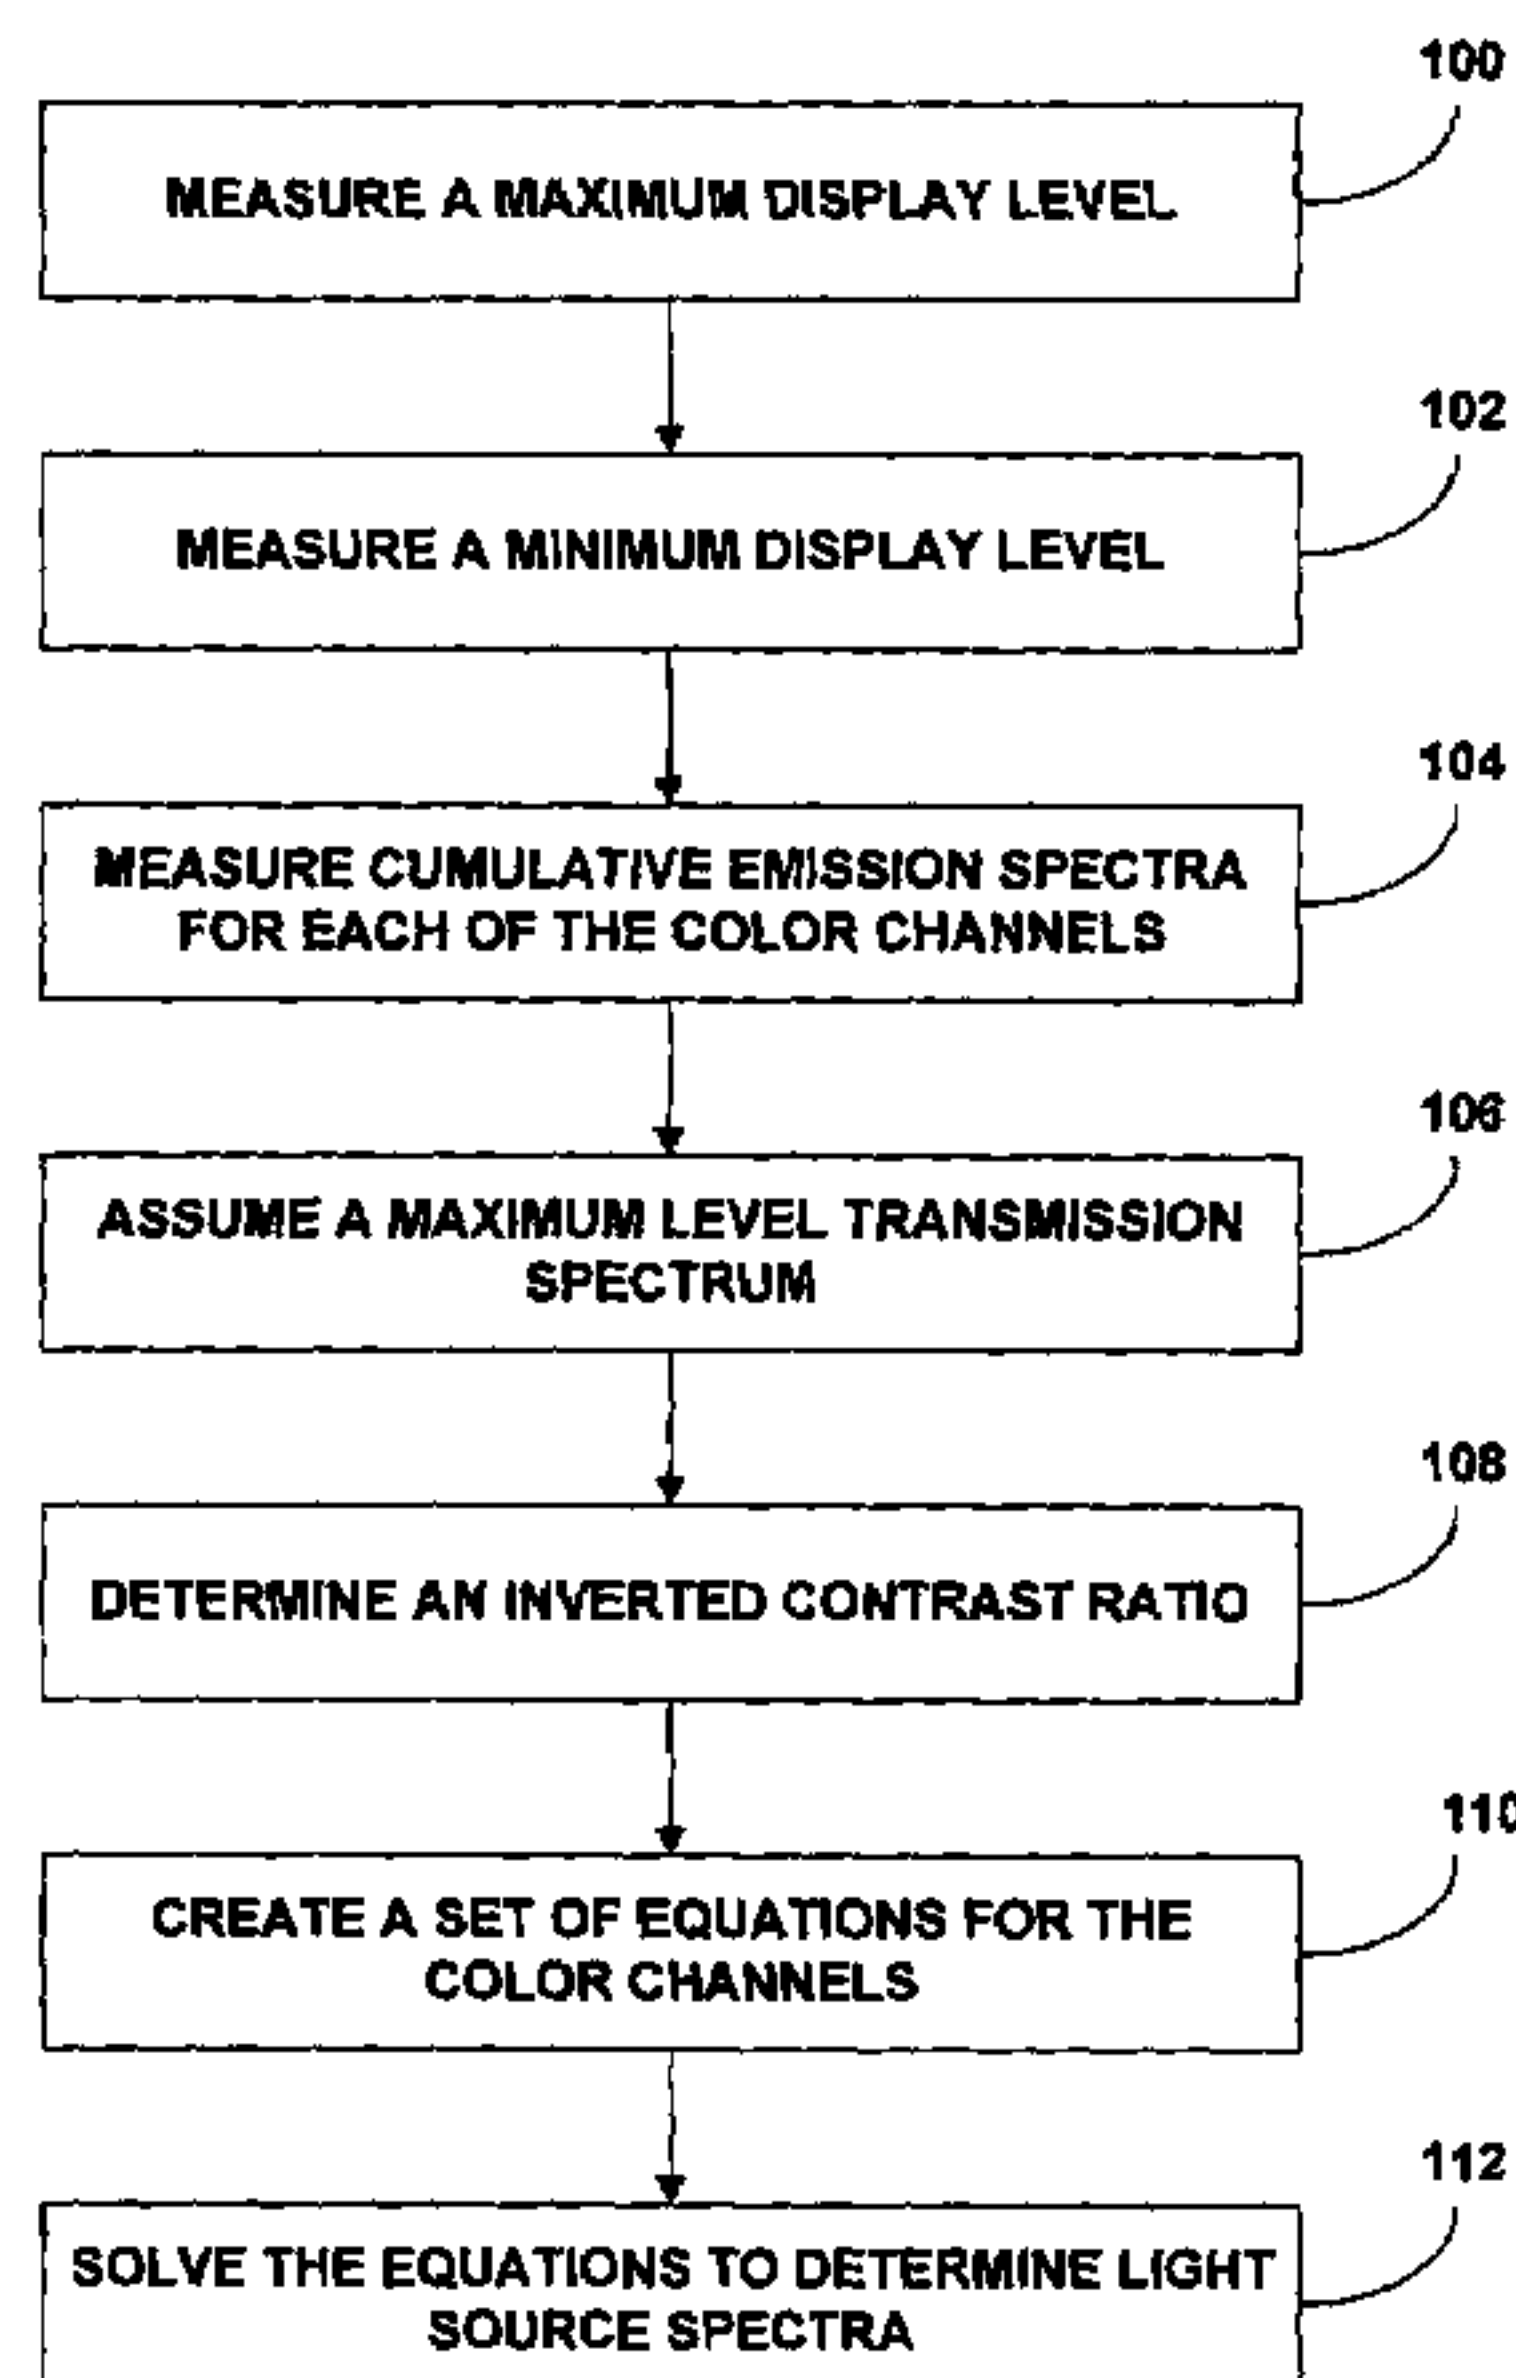 100
MEASURE A MAXIMUM DISPLAY LEVEL
102
MEASURE A MINIMUM DISPLAY LEVEL
104
MEASURE CUMULATIVE EMISSION SPECTRA
FOR EACH OF THE COLOR CHANNELS
106
ASSUME A MAXIMUM LEVEL TRANSMISSION
SPECTRUM
108
DETERMINE AN INVERTED CONTRAST RATIO
110
CREATE A SET OF EQUATIONS FOR THE
COLOR CHANNELS
112
SOLVE THE EQUATIONS TO DETERMINE LIGHT
SOURCE SPECTRA